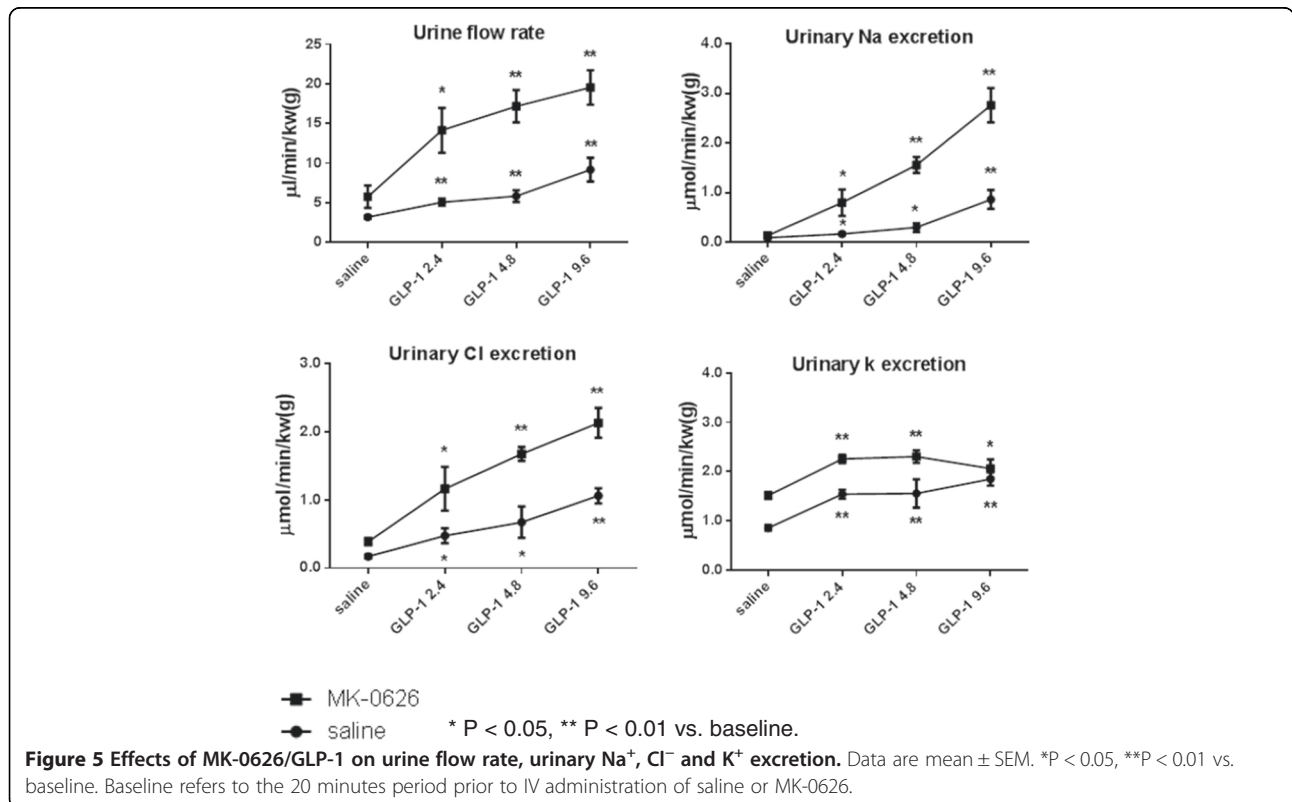 Urine flow rate
μl/min/kw(g)
25
20
15
10
5
0
*
**
**
**
**
**
saline
GLP-1 2.4
GLP-1 4.8
GLP-1 9.6
Urinary Na excretion
μmol/min/kw(g)
4.0
3.0
2.0
1.0
0.0
*
**
**
*
*
**
saline
GLP-1 2.4
GLP-1 4.8
GLP-1 9.6
Urinary Cl excretion
μmol/min/kw(g)
3.0
2.0
1.0
0.0
*
**
**
*
*
**
saline
GLP-1 2.4
GLP-1 4.8
GLP-1 9.6
Urinary k excretion
μmol/min/kw(g)
4.0
3.0
2.0
1.0
0.0
**
**
*
**
**
**
saline
GLP-1 2.4
GLP-1 4.8
GLP-1 9.6
MK-0626
saline
* P < 0.05, ** P < 0.01 vs. baseline.
Figure 5 Effects of MK-0626/GLP-1 on urine flow rate, urinary Na⁺, Cl⁻ and K⁺ excretion. Data are mean ± SEM. *P < 0.05, **P < 0.01 vs.
baseline. Baseline refers to the 20 minutes period prior to IV administration of saline or MK-0626.